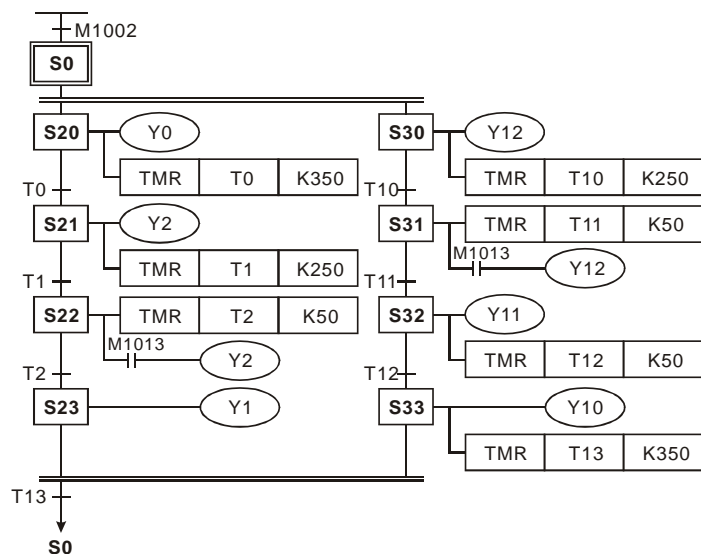 M1002
S0
S20 Y0 S30 Y12
TMR T0 K350 TMR T10 K250
T0 T10
S21 Y2 S31 TMR T11 K50
M1013
TMR T1 K250 Y12
T1 T11
S22 TMR T2 K50 S32 Y11
M1013
Y2 TMR T12 K50
T2 T12
S23 Y1 S33 Y10
TMR T13 K350
T13
S0